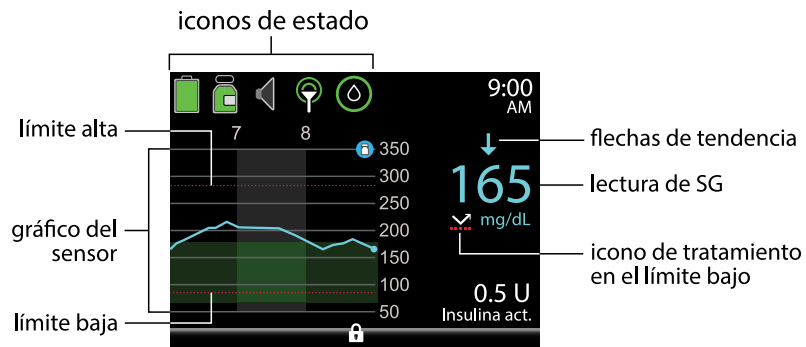 iconos de estado
9:00
AM
7 8
límite alta
350
flechas de tendencia
300
165
lectura de SG
250
mg/dL
gráfico del
sensor
200
icono de tratamiento
en el límite bajo
150
100
0.5 U
Insulina act.
límite baja
50